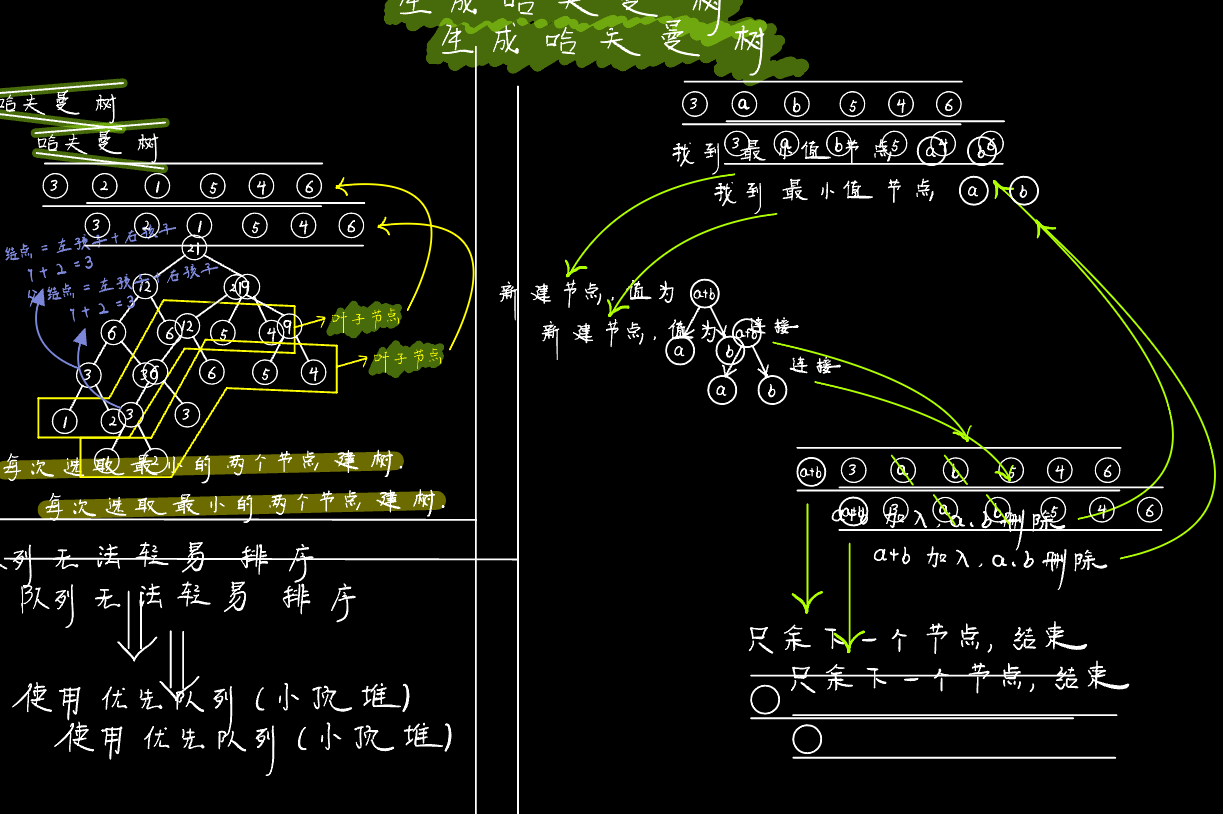 生成哈夫曼树
生成哈夫曼树
哈夫曼树
哈夫曼树
3 2 1 5 4 6
3 2 1 5 4 6
结点=左孩子+右孩子
1+2=3
父结点=左孩子+右孩子
1+2=3
21
12 9
21
6 6 5 4
12 9
3 3
6 6 5 4
1 2
3 3
1 2
叶子节点
叶子节点
每次选取最小的两个节点建树.
每次选取最小的两个节点建树.
队列无法轻易排序
队列无法轻易排序
使用优先队列(小顶堆)
使用优先队列(小顶堆)
3 a b 5 4 6
3 a b 5 4 6
找到最小值节点 a b
找到最小值节点 a b
新建节点,值为 a+b
a b
连接
新建节点,值为 a+b
a b
连接
a+b 3 a b 5 4 6
a+b 3 a b 5 4 6
a+b加入、a.b删除
a+b加入、a.b删除
只余下一个节点,结束
只余下一个节点,结束